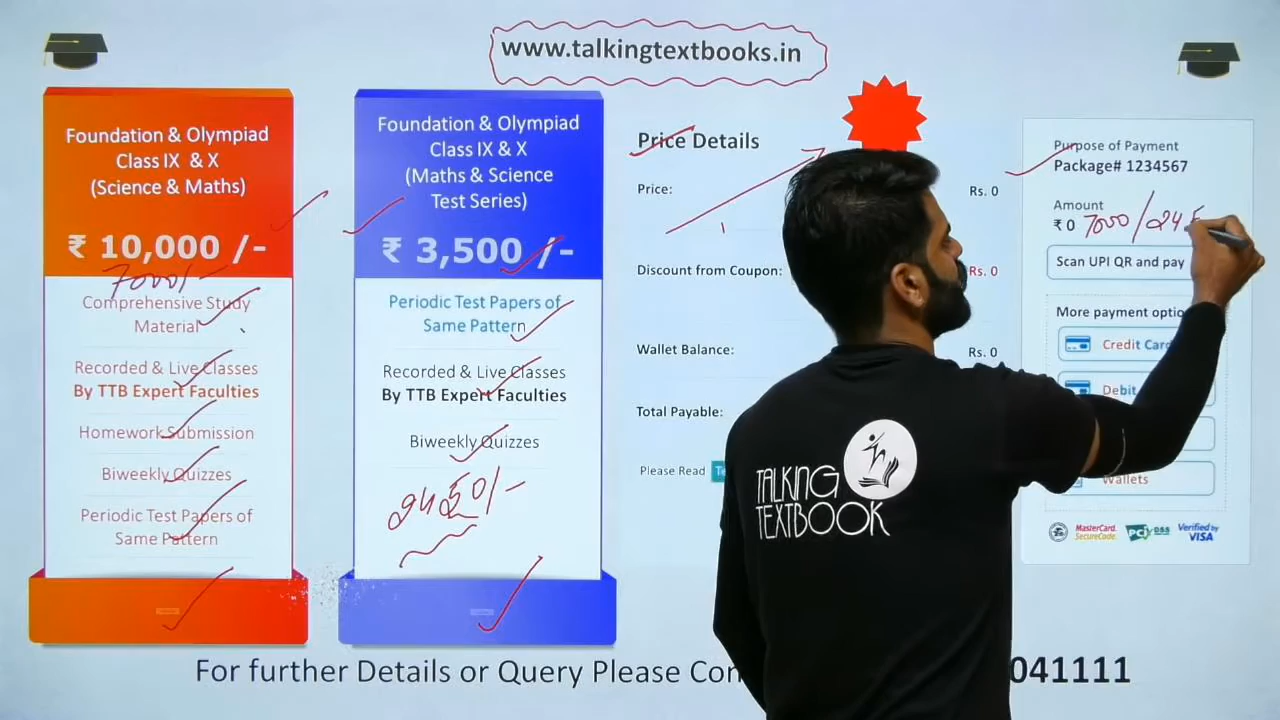 www.talkingtextbooks.in
Foundation & Olympiad
Class IX & X
(Science & Maths)
₹ 10,000 /-
7000/-
Comprehensive Study
Material
Recorded & Live Classes
By TTB Expert Faculties
Homework Submission
Biweekly Quizzes
Periodic Test Papers of
Same Pattern
Foundation & Olympiad
Class IX & X
(Maths & Science
Test Series)
₹ 3,500 /-
Periodic Test Papers of
Same Pattern
Recorded & Live Classes
By TTB Expert Faculties
Biweekly Quizzes
2450/-
Price Details
Price:
Rs. 0
Discount from Coupon:
Rs. 0
Wallet Balance:
Rs. 0
Total Payable:
Please Read
Purpose of Payment
Package# 1234567
Amount
₹ 0 7000/245
Scan UPI QR and pay
More payment optio
Credit Card
Debit
Wallets
MasterCard.
SecureCode.
PCI DSS
Verified by
VISA
TALKING
TEXTBOOK
For further Details or Query Please Con 041111